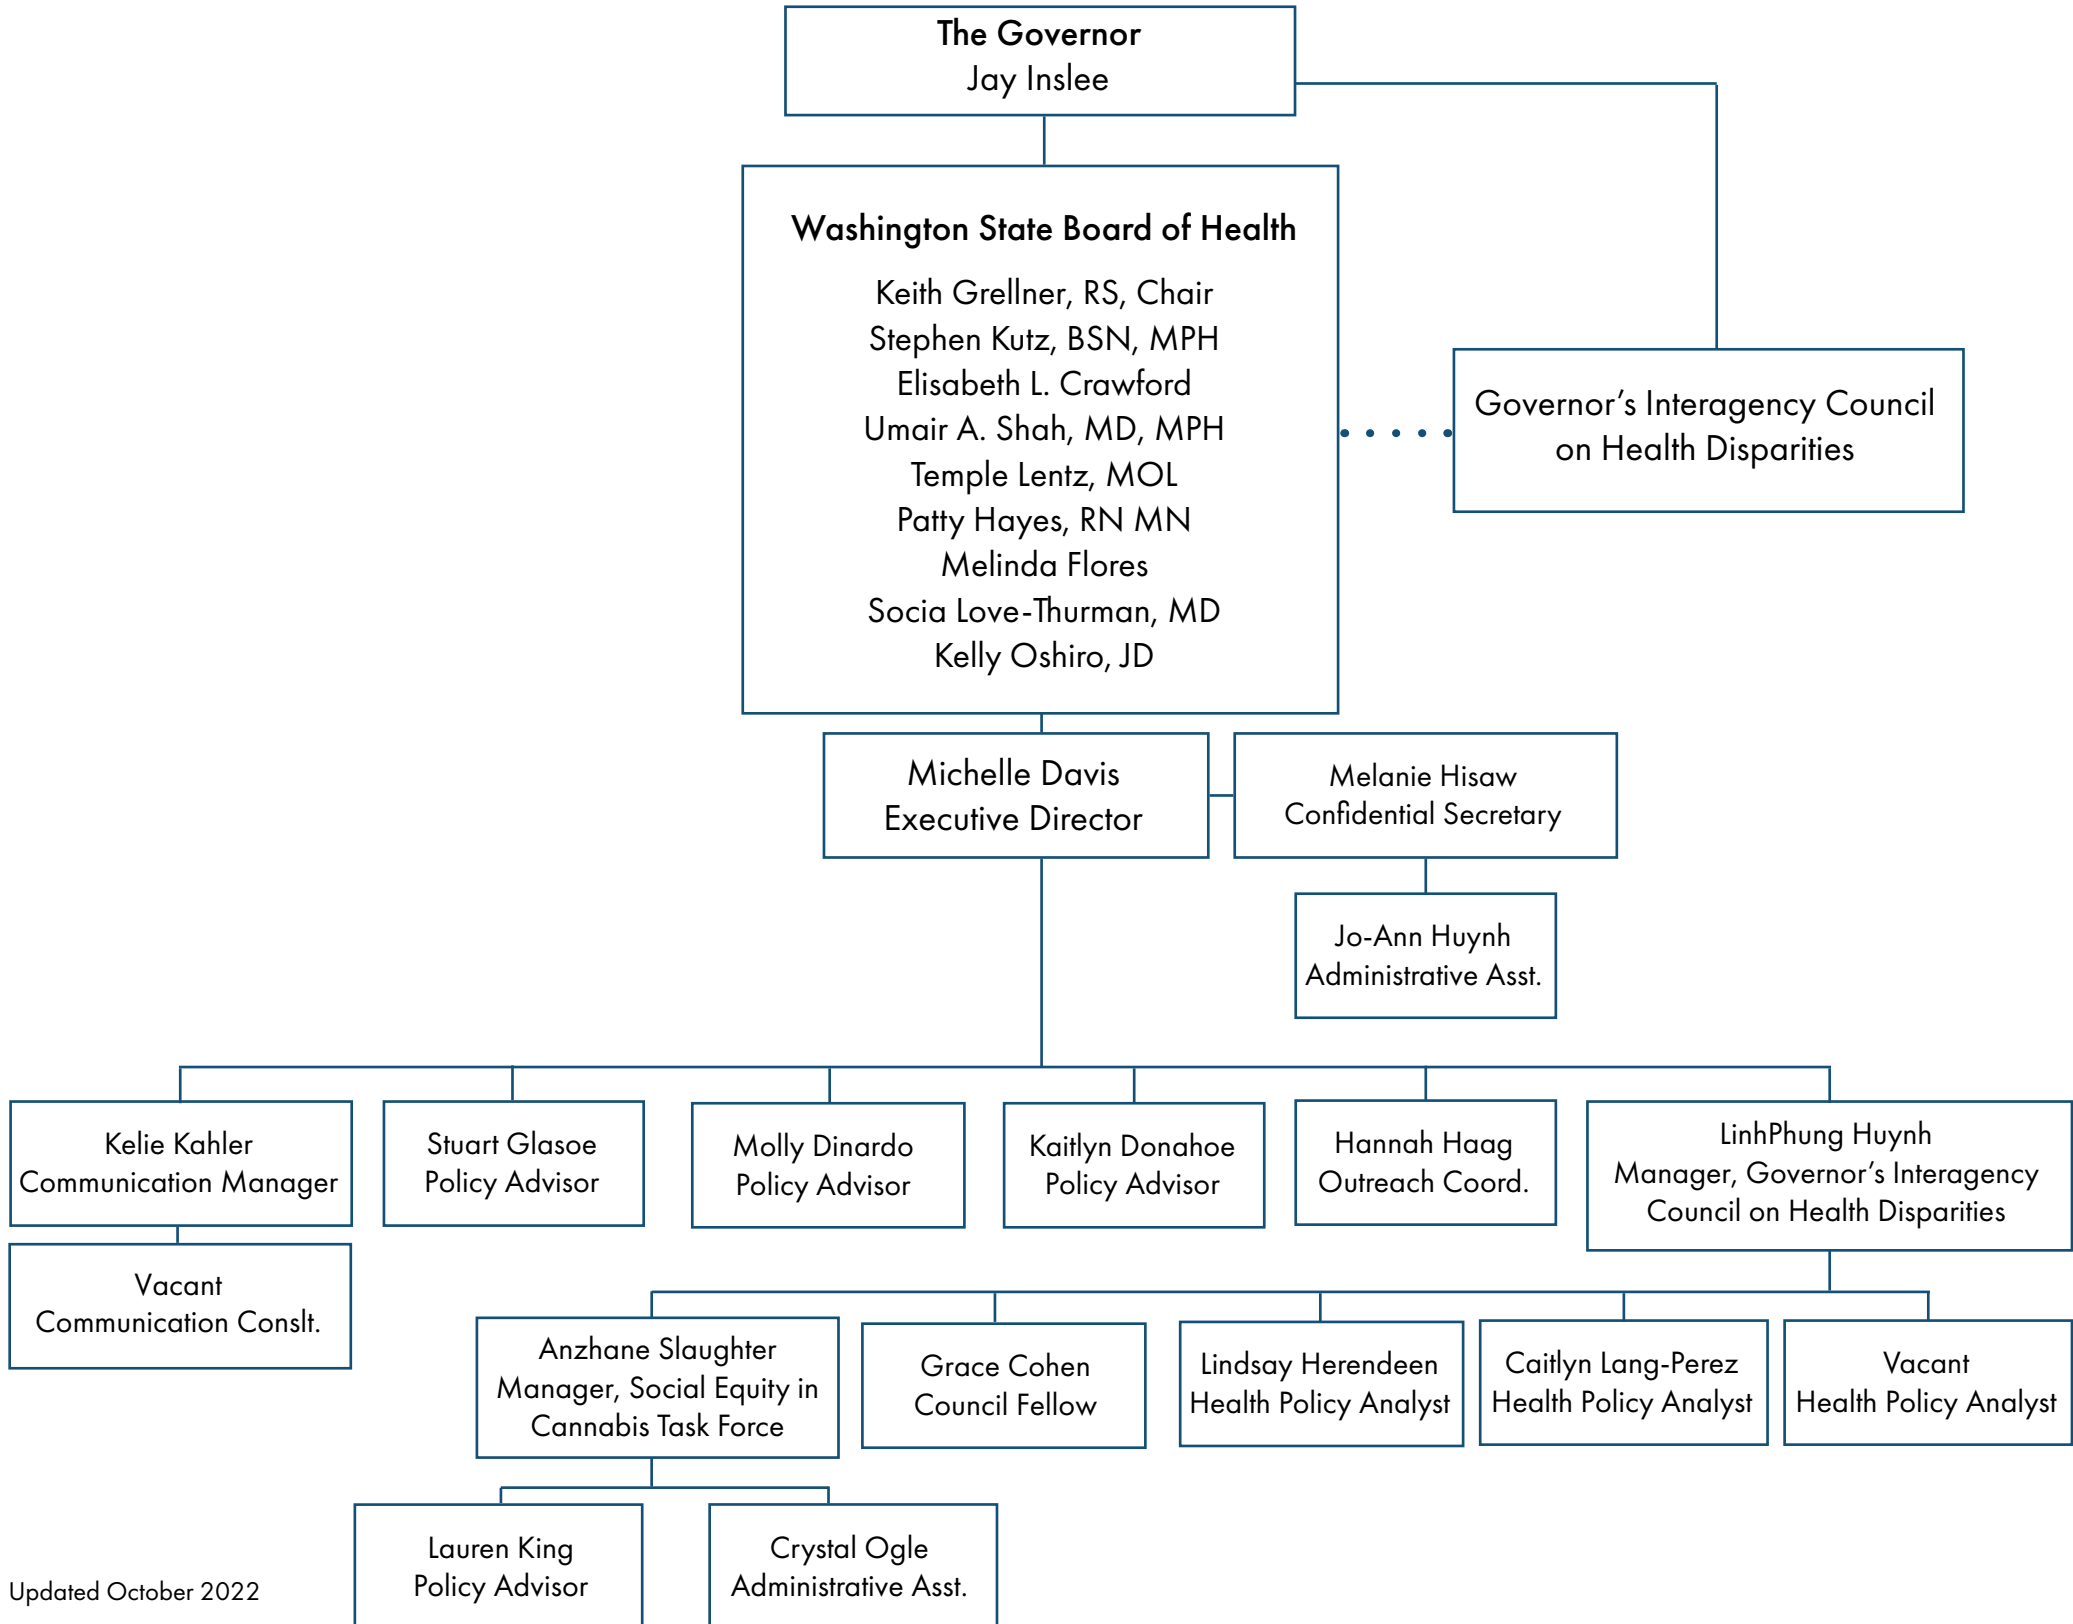 The Governor
Jay Inslee
Washington State Board of Health
Keith Grellner, RS, Chair
Stephen Kutz, BSN, MPH
Elisabeth L. Crawford
Umair A. Shah, MD, MPH
Temple Lentz, MOL
Patty Hayes, RN MN
Melinda Flores
Socia Love-Thurman, MD
Kelly Oshiro, JD
Governor’s Interagency Council
on Health Disparities
Michelle Davis
Executive Director
Melanie Hisaw
Confidential Secretary
Jo-Ann Huynh
Administrative Asst.
Kelie Kahler
Communication Manager
Stuart Glasoe
Policy Advisor
Molly Dinardo
Policy Advisor
Kaitlyn Donahoe
Policy Advisor
Hannah Haag
Outreach Coord.
LinhPhung Huynh
Manager, Governor’s Interagency
Council on Health Disparities
Vacant
Communication Conslt.
Anzhane Slaughter
Manager, Social Equity in
Cannabis Task Force
Grace Cohen
Council Fellow
Lindsay Herendeen
Health Policy Analyst
Caitlyn Lang-Perez
Health Policy Analyst
Vacant
Health Policy Analyst
Lauren King
Policy Advisor
Crystal Ogle
Administrative Asst.
Updated October 2022